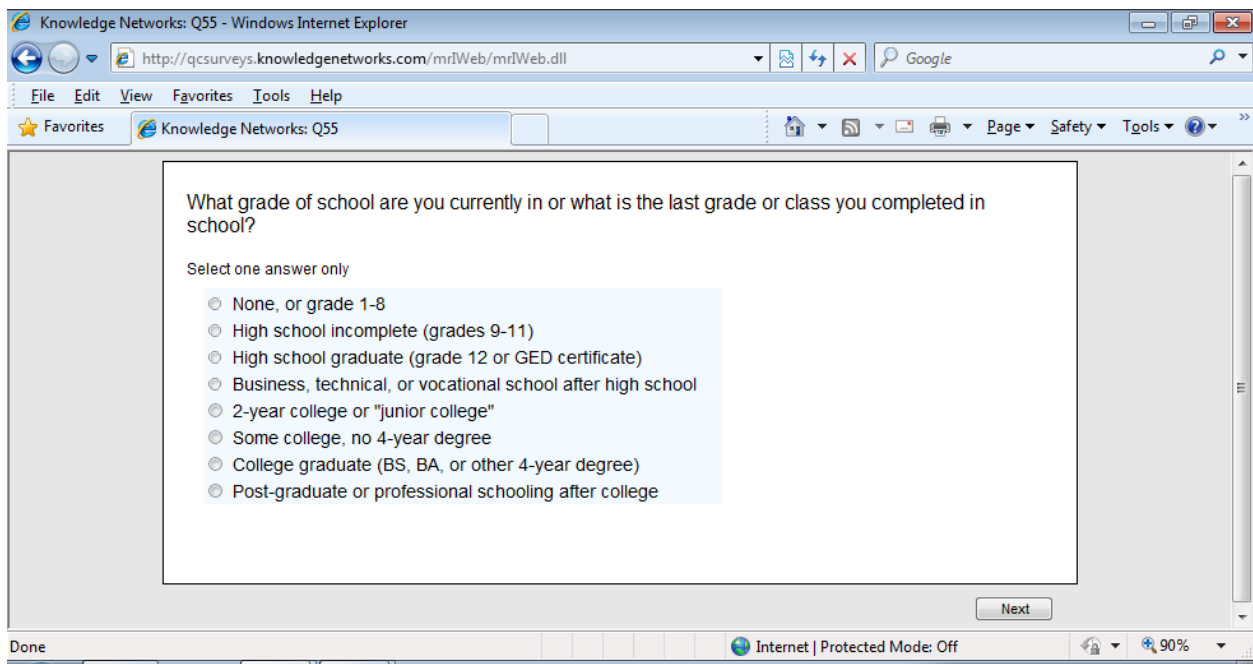 Knowledge Networks: Q55 - Windows Internet Explorer
http://qcsurveys.knowledgenetworks.com/mrIWeb/mrIWeb.dll
Google
File Edit View Favorites Tools Help
Favorites
Knowledge Networks: Q55
Page Safety Tools
What grade of school are you currently in or what is the last grade or class you completed in
school?
Select one answer only
None, or grade 1-8
High school incomplete (grades 9-11)
High school graduate (grade 12 or GED certificate)
Business, technical, or vocational school after high school
2-year college or "junior college"
Some college, no 4-year degree
College graduate (BS, BA, or other 4-year degree)
Post-graduate or professional schooling after college
Next
Done
Internet | Protected Mode: Off
90%